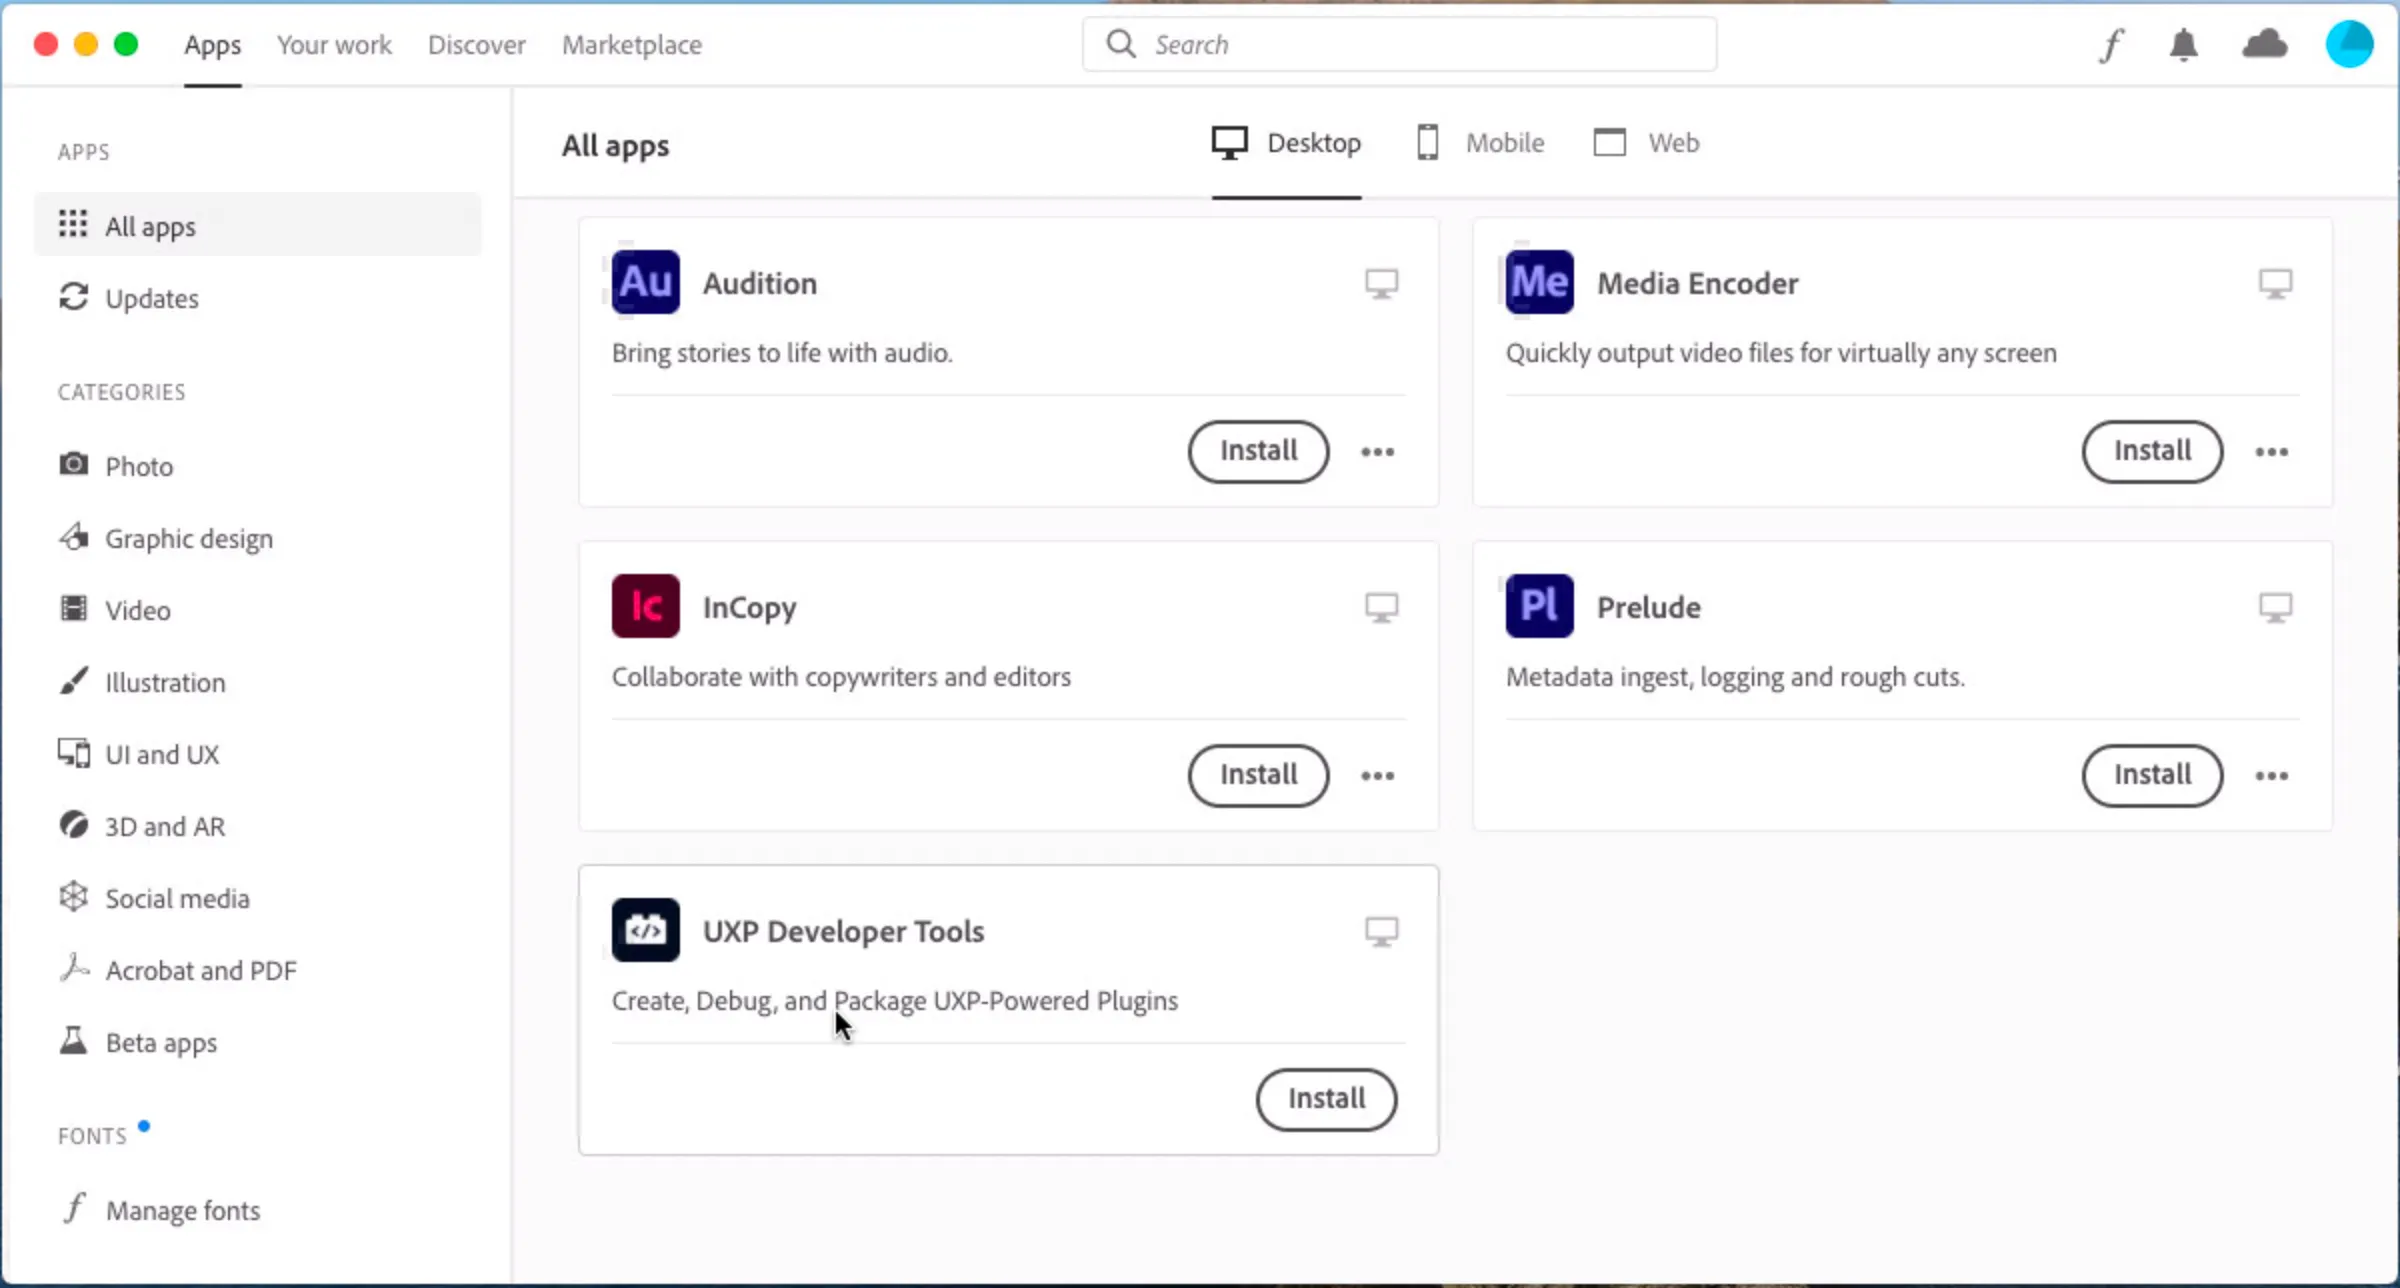 Apps Your work Discover Marketplace Search
APPS
All apps
Updates
CATEGORIES
Photo
Graphic design
Video
Illustration
UI and UX
3D and AR
Social media
Acrobat and PDF
Beta apps
FONTS
Manage fonts
All apps Desktop Mobile Web
Au Audition
Bring stories to life with audio.
Install
Me Media Encoder
Quickly output video files for virtually any screen
Install
Ic InCopy
Collaborate with copywriters and editors
Install
Pl Prelude
Metadata ingest, logging and rough cuts.
Install
UXP Developer Tools
Create, Debug, and Package UXP-Powered Plugins
Install